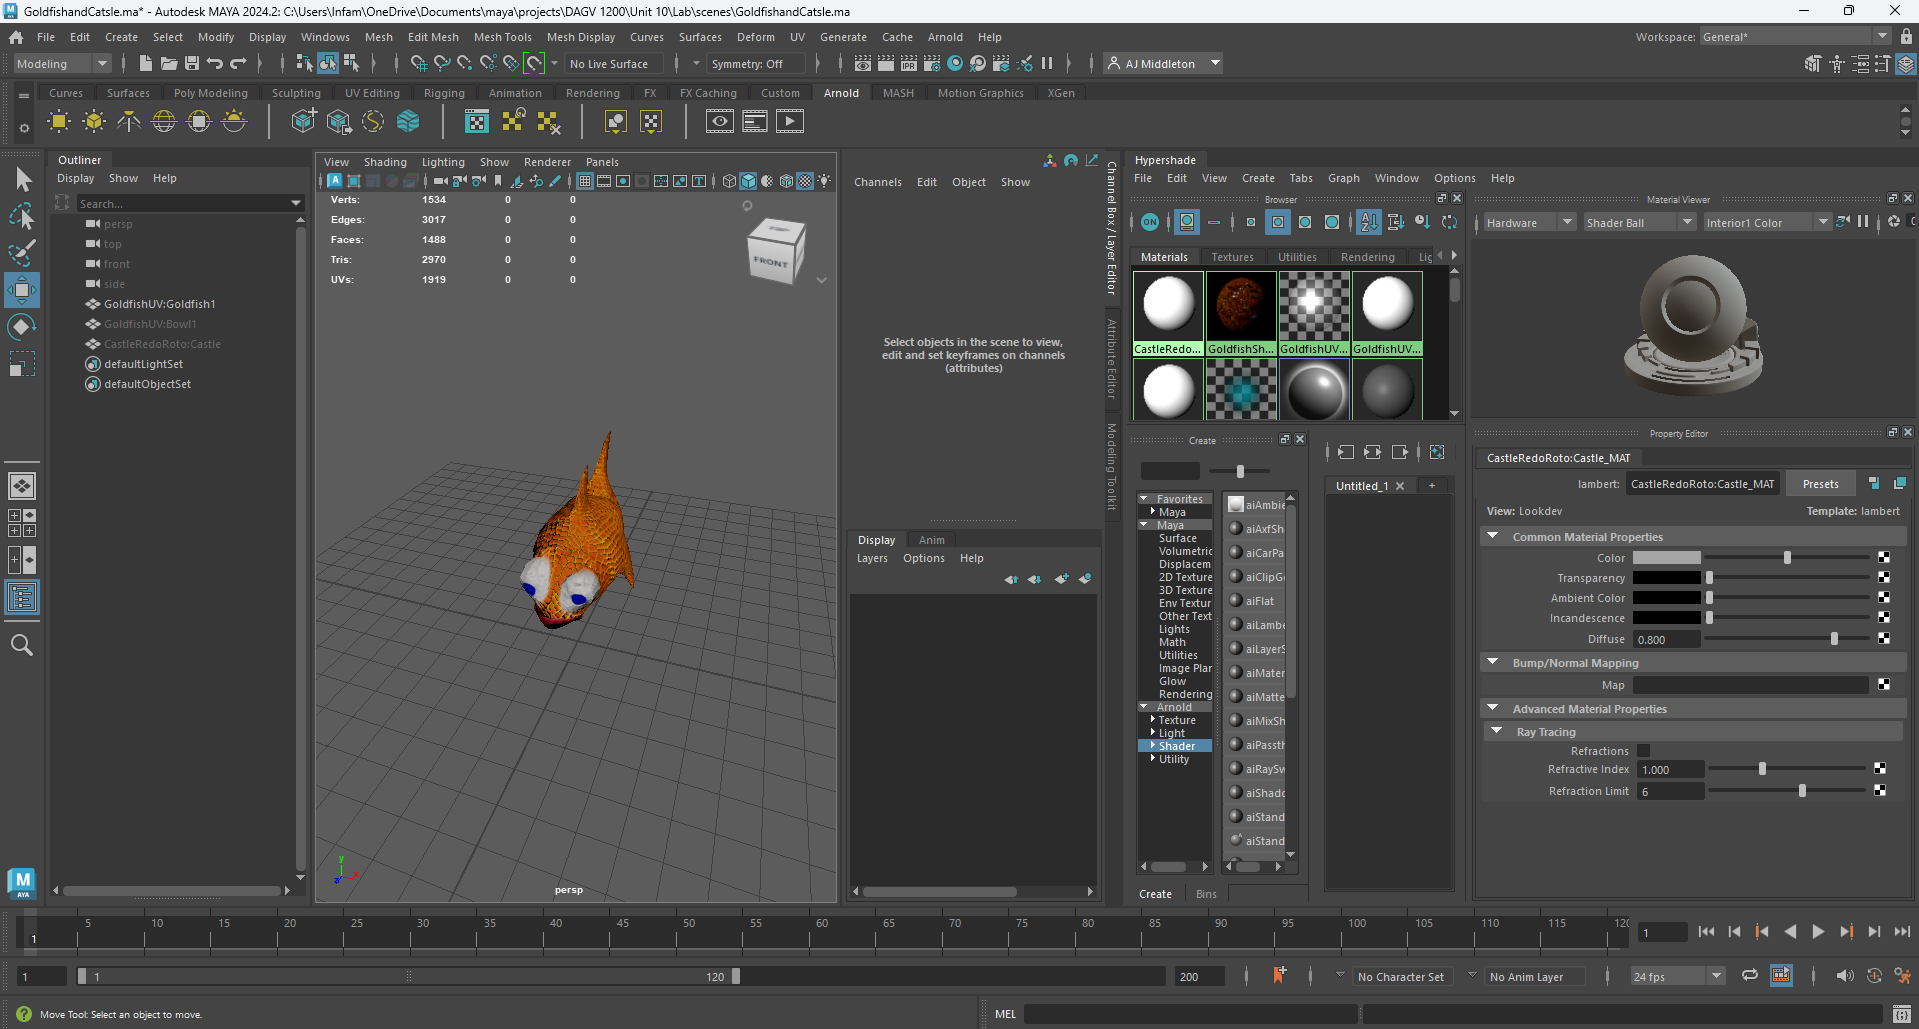 GoldfishandCatsle.ma* - Autodesk MAYA 2024.2: C:\Users\Infam\OneDrive\Documents\maya\projects\DAGV 1200\Unit 10\Lab\scenes\GoldfishandCatsle.ma
File Edit Create Select Modify Display Windows Mesh Edit Mesh Mesh Tools Mesh Display Curves Surfaces Deform UV Generate Cache Arnold Help
Workspace: General*
Modeling
No Live Surface
Symmetry: Off
AJ Middleton
Curves Surfaces Poly Modeling Sculpting UV Editing Rigging Animation Rendering FX FX Caching Custom Arnold MASH Motion Graphics XGen
Outliner
Display Show Help
Search...
persp
top
front
side
GoldfishUV:Goldfish1
GoldfishUV:Bowl1
CastleRedoRoto:Castle
defaultLightSet
defaultObjectSet
View Shading Lighting Show Renderer Panels
Verts: 1534 0 0
Edges: 3017 0 0
Faces: 1488 0 0
Tris: 2970 0 0
UVs: 1919 0 0
FRONT
y
persp
Channels Edit Object Show
Select objects in the scene to view,
edit and set keyframes on channels
(attributes)
Display Anim
Layers Options Help
Channel Box / Layer Editor
Attribute Editor
Modeling Toolkit
Hypershade
File Edit View Create Tabs Graph Window Options Help
Browser
ON
Materials Textures Utilities Rendering Lig
CastleRedo... GoldfishSh... GoldfishUV... GoldfishUV...
Create
Favorites
Maya
Maya
Surface
Volumetric
Displacem
2D Texture
3D Texture
Env Textur
Other Text
Lights
Math
Utilities
Image Plan
Glow
Rendering
Arnold
Texture
Light
Shader
Utility
aiAmbie
aiAxfSh
aiCarPa
aiClipG
aiFlat
aiLambe
aiLayerS
aiMater
aiMatte
aiMixSh
aiPassth
aiRaySw
aiShado
aiStand
aiStand
Create Bins
Untitled_1
+
Material Viewer
Hardware Shader Ball Interior1 Color
Property Editor
CastleRedoRoto:Castle_MAT
lambert: CastleRedoRoto:Castle_MAT Presets
View: Lookdev Template: lambert
Common Material Properties
Color
Transparency
Ambient Color
Incandescence
Diffuse 0.800
Bump/Normal Mapping
Map
Advanced Material Properties
Ray Tracing
Refractions
Refractive Index 1.000
Refraction Limit 6
M
AYA
1 5 10 15 20 25 30 35 40 45 50 55 60 65 70 75 80 85 90 95 100 105 110 115 120
1
1 1 120 200
No Character Set
No Anim Layer
24 fps
Move Tool: Select an object to move.
MEL